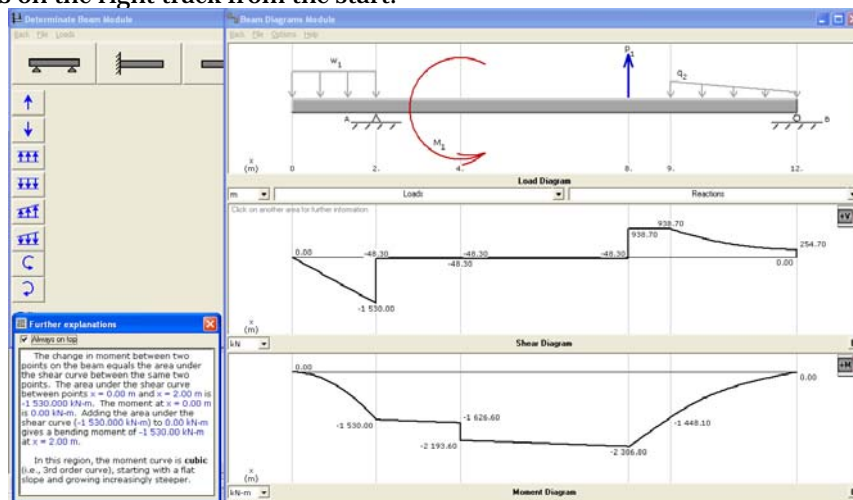 s on the right track from the start.
Determinate Beam Module
Back File Loads
Beam Diagrams Module
Back File Options Help
w1
P1
q2
A
B
M1
x
(m)
0
2.
4.
8.
9.
12.
Load Diagram
m
Loads
Reactions
Click on another area for further information
+V
938.70
938.70
0.00
-48.30
-48.30
-48.30
-48.30
254.70
0.00
-1 530.00
x
(m)
kN
Shear Diagram
+M
0.00
0.00
-1 530.00
-1 626.60
-1 448.10
-2 193.60
-2 306.80
x
(m)
kN-m
Moment Diagram
Further explanations
Always on top
The change in moment between two
points on the beam equals the area under
the shear curve between the same two
points. The area under the shear curve
between points x = 0.00 m and x = 2.00 m is
-1 530.000 kN-m. The moment at x = 0.00 m
is 0.00 kN-m. Adding the area under the
shear curve (-1 530.000 kN-m) to 0.00 kN-m
gives a bending moment of -1 530.00 kN-m
at x = 2.00 m.
In this region, the moment curve is cubic
(i.e., 3rd order curve), starting with a flat
slope and growing increasingly steeper.